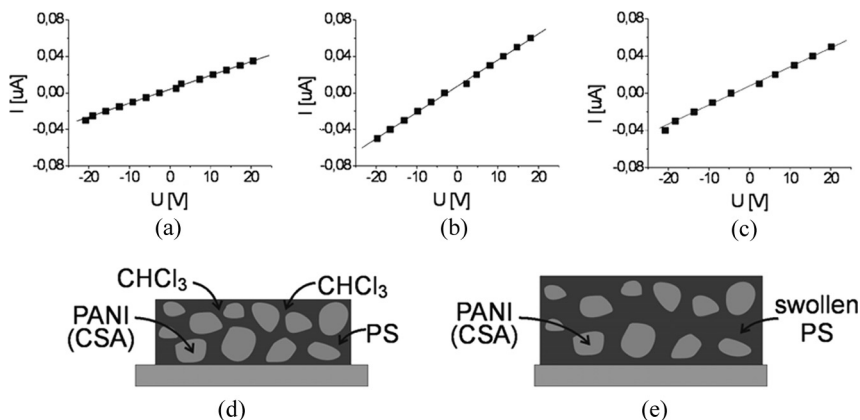 0,08
0,04
0,00
-0,04
-0,08
I [uA]
-20 -10 0 10 20
U [V]
(a)
0,08
0,04
0,00
-0,04
-0,08
I [uA]
-20 -10 0 10 20
U [V]
(b)
0,08
0,04
0,00
-0,04
-0,08
I [uA]
-20 -10 0 10 20
U [V]
(c)
CHCl₃ CHCl₃
PANI
(CSA)
PS
(d)
PANI
(CSA)
swollen
PS
(e)